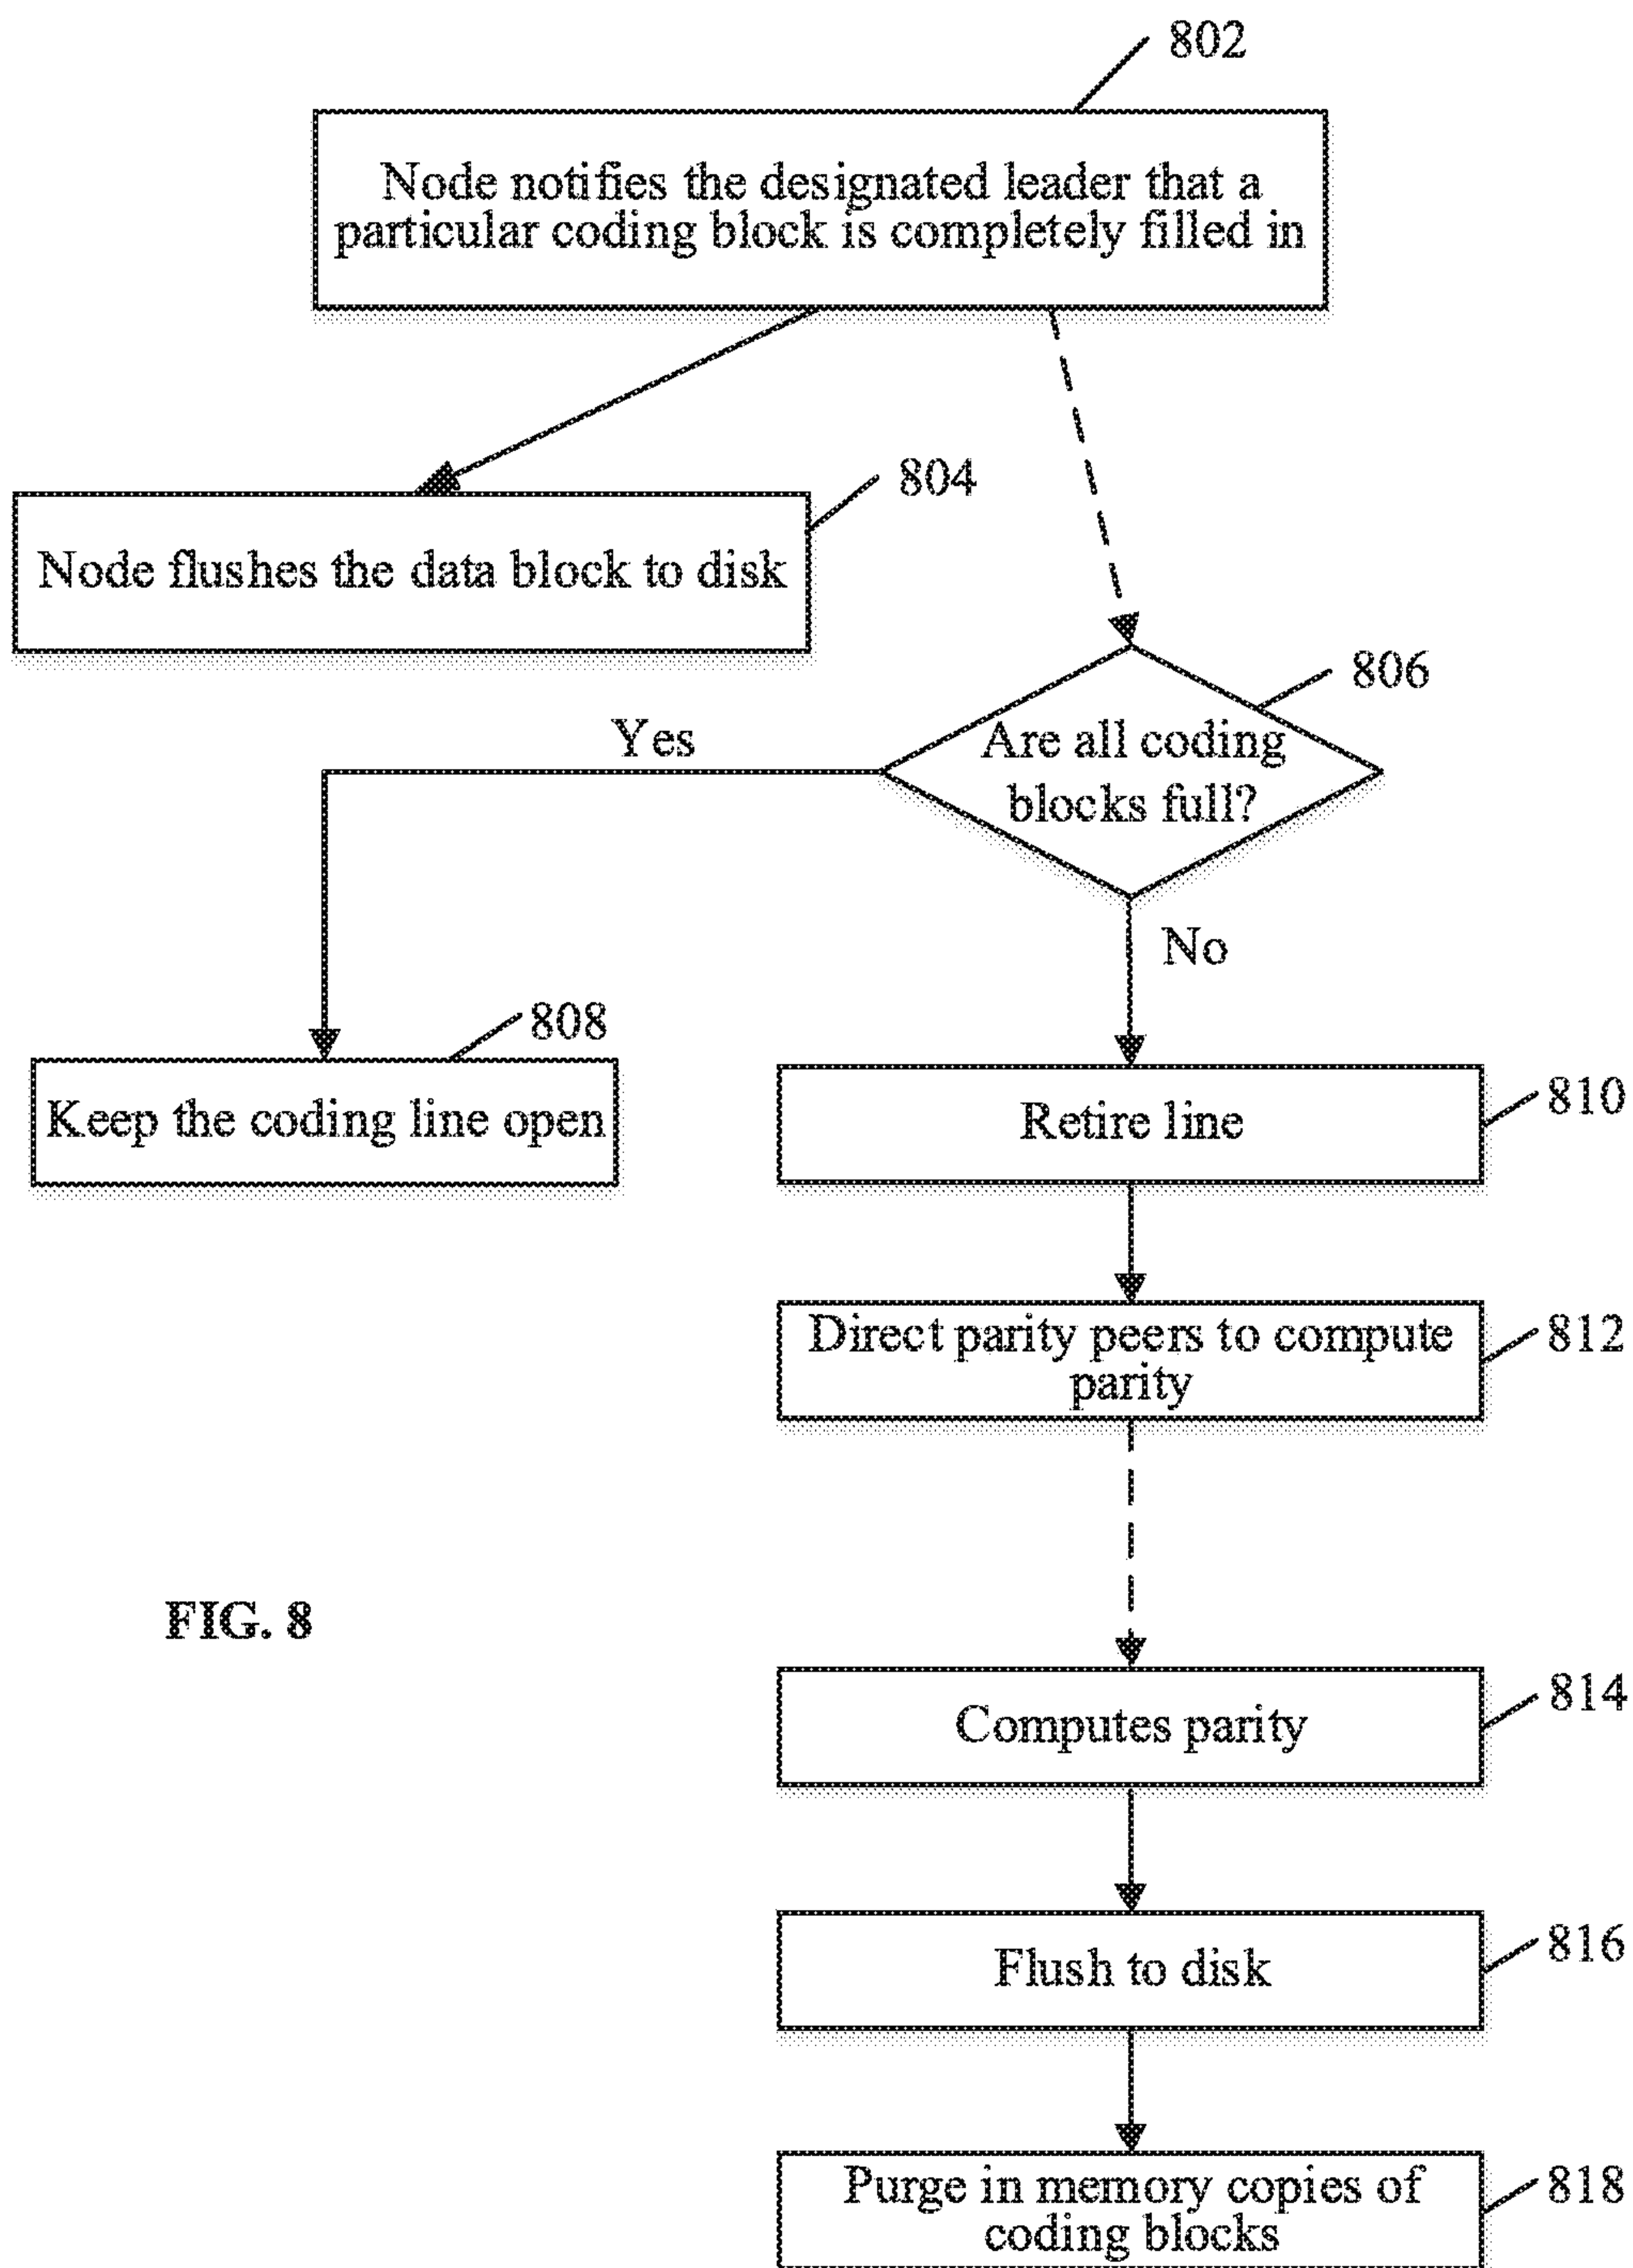 802
Node notifies the designated leader that a
particular coding block is completely filled in
804
Node flushes the data block to disk
806
Are all coding
blocks full?
Yes
No
808
Keep the coding line open
810
Retire line
812
Direct parity peers to compute
parity
FIG. 8
814
Computes parity
816
Flush to disk
818
Purge in memory copies of
coding blocks